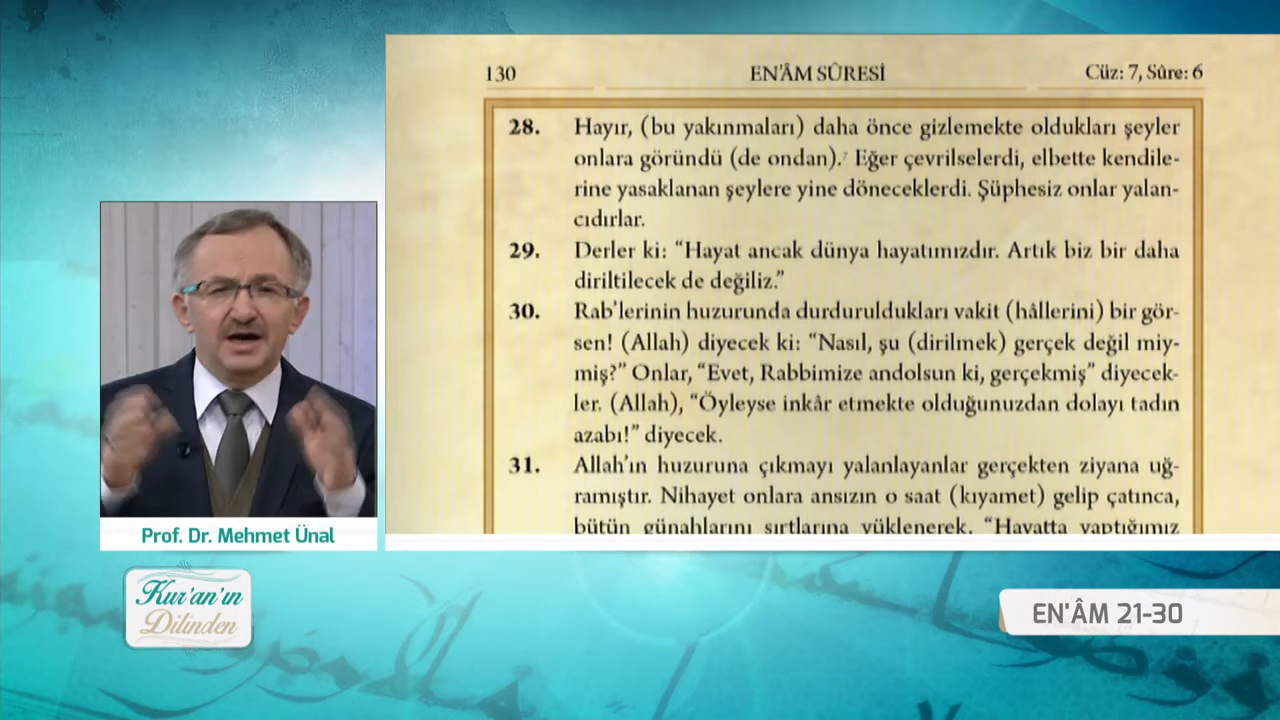 130
EN'ÂM SÛRESİ
Cüz: 7, Sûre: 6
28. Hayır, (bu yakınmaları) daha önce gizlemekte oldukları şeyler
onlara göründü (de ondan).⁷ Eğer çevrilselerdi, elbette kendile-
rine yasaklanan şeylere yine döneceklerdi. Şüphesiz onlar yalan-
cıdırlar.
29. Derler ki: “Hayat ancak dünya hayatımızdır. Artık biz bir daha
diriltilecek de değiliz.”
30. Rab’lerinin huzurunda durduruldukları vakit (hâllerini) bir gör-
sen! (Allah) diyecek ki: “Nasıl, şu (dirilmek) gerçek değil miy-
miş?” Onlar, “Evet, Rabbimize andolsun ki, gerçekmiş” diyecek-
ler. (Allah), “Öyleyse inkâr etmekte olduğunuzdan dolayı tadın
azabı!” diyecek.
31. Allah’ın huzuruna çıkmayı yalanlayanlar gerçekten ziyana uğ-
ramıştır. Nihayet onlara ansızın o saat (kıyamet) gelip çatınca,
bütün günahlarını sırtlarına yüklenerek, “Hayatta yaptığımız
Prof. Dr. Mehmet Ünal
Kur'an'ın
Dilinden
EN'ÂM 21-30